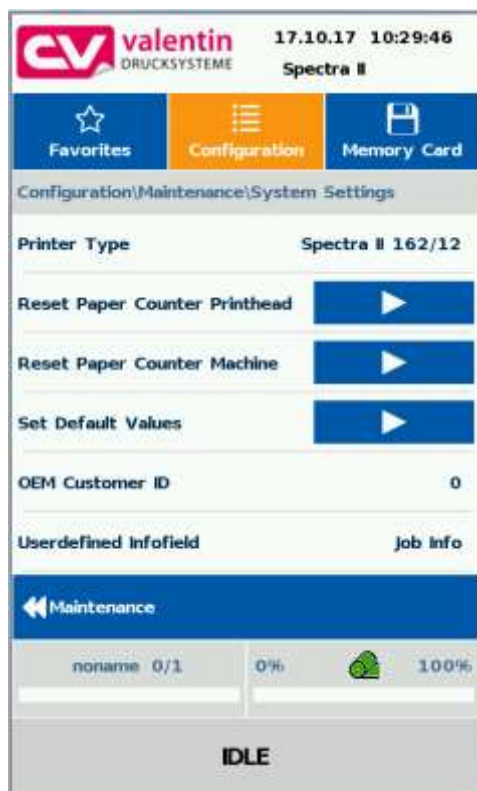 CV valentin 17.10.17 10:29:46
DRUCKSYSTEME Spectra II
Favorites Configuration Memory Card
Configuration\Maintenance\System Settings
Printer Type Spectra II 162/12
Reset Paper Counter Printhead
Reset Paper Counter Machine
Set Default Values
OEM Customer ID 0
Userdefined Infofield Job Info
Maintenance
noname 0/1 0% 100%
IDLE